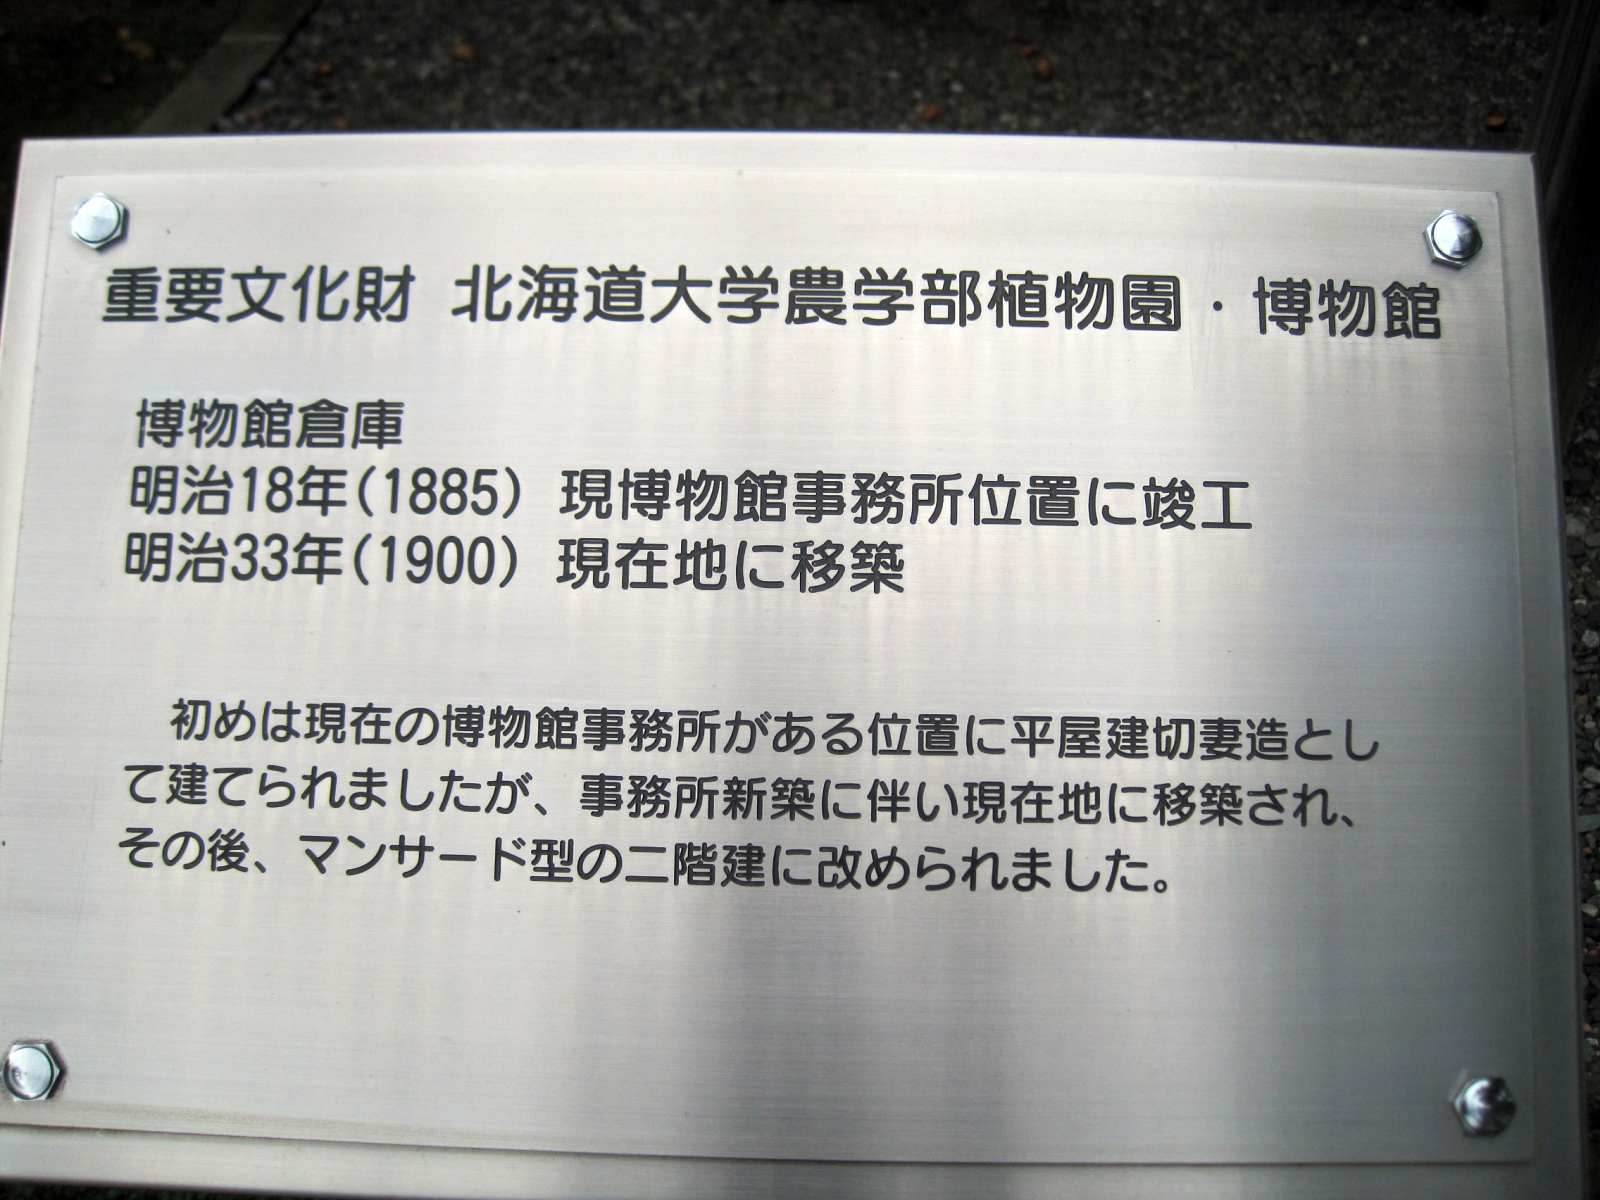 重要文化財 北海道大学農学部植物園・博物館
博物館倉庫
明治18年(1885) 現博物館事務所位置に竣工
明治33年(1900) 現在地に移築
初めは現在の博物館事務所がある位置に平屋建切妻造とし
て建てられましたが、事務所新築に伴い現在地に移築され、
その後、マンサード型の二階建に改められました。